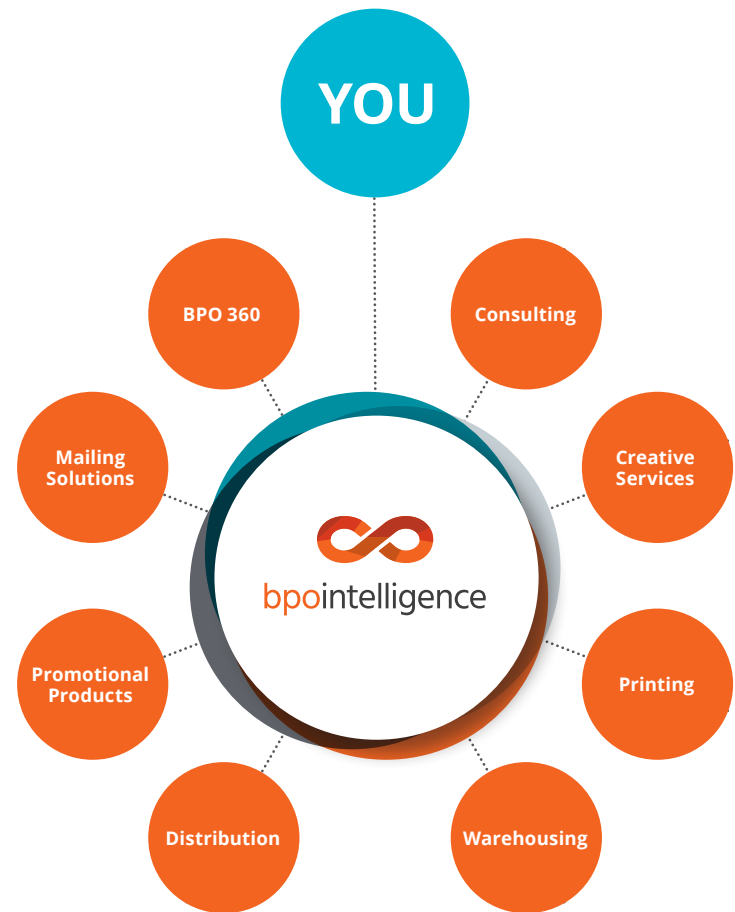 YOU
BPO 360
Consulting
Mailing
Solutions
Creative
Services
bpointelligence
Promotional
Products
Printing
Distribution
Warehousing